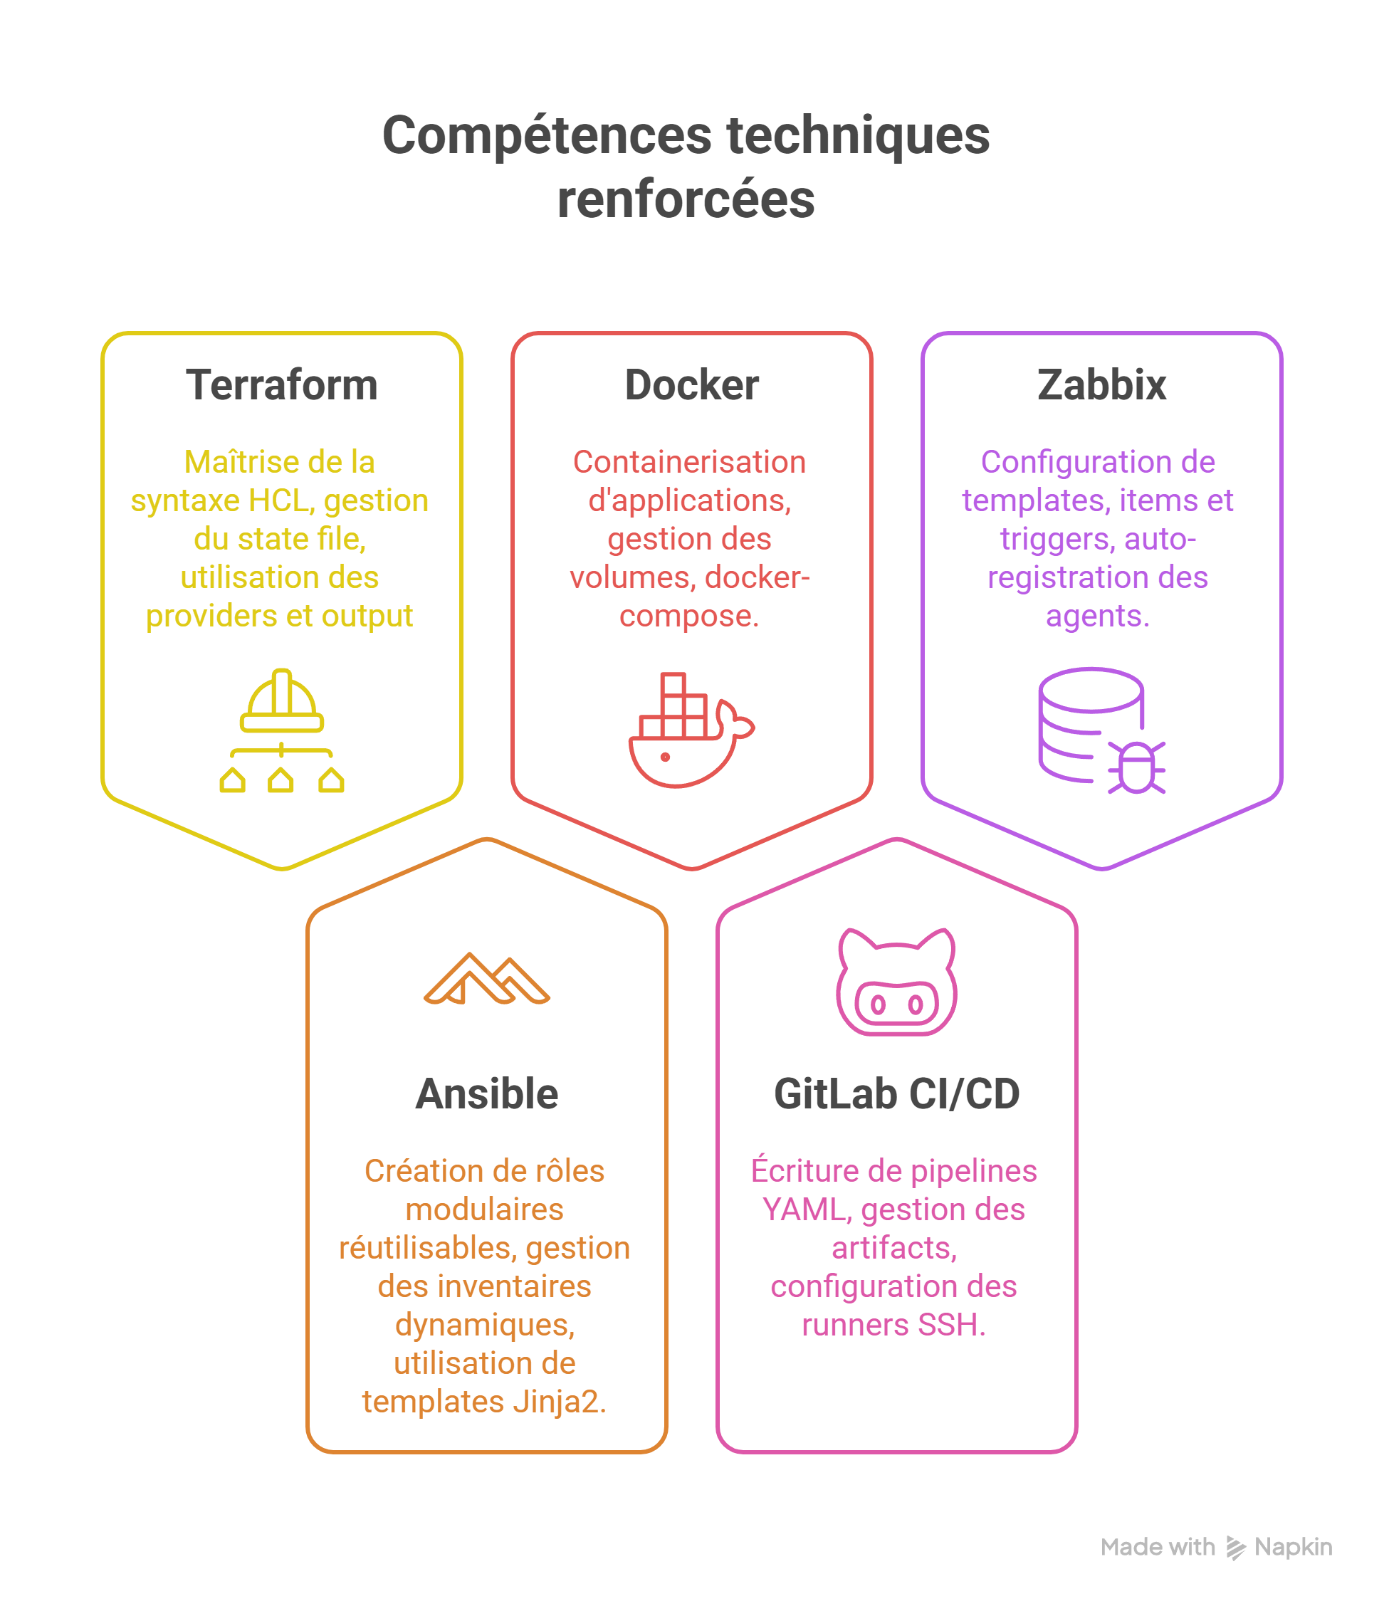 Compétences techniques
renforcées
Terraform
Maîtrise de la
syntaxe HCL, gestion
du state file,
utilisation des
providers et output
Docker
Containerisation
d'applications,
gestion des
volumes, docker-
compose.
Zabbix
Configuration de
templates, items et
triggers, auto-
registration des
agents.
Ansible
Création de rôles
modulaires
réutilisables, gestion
des inventaires
dynamiques,
utilisation de
templates Jinja2.
GitLab CI/CD
Écriture de pipelines
YAML, gestion des
artifacts,
configuration des
runners SSH.
Made with Napkin